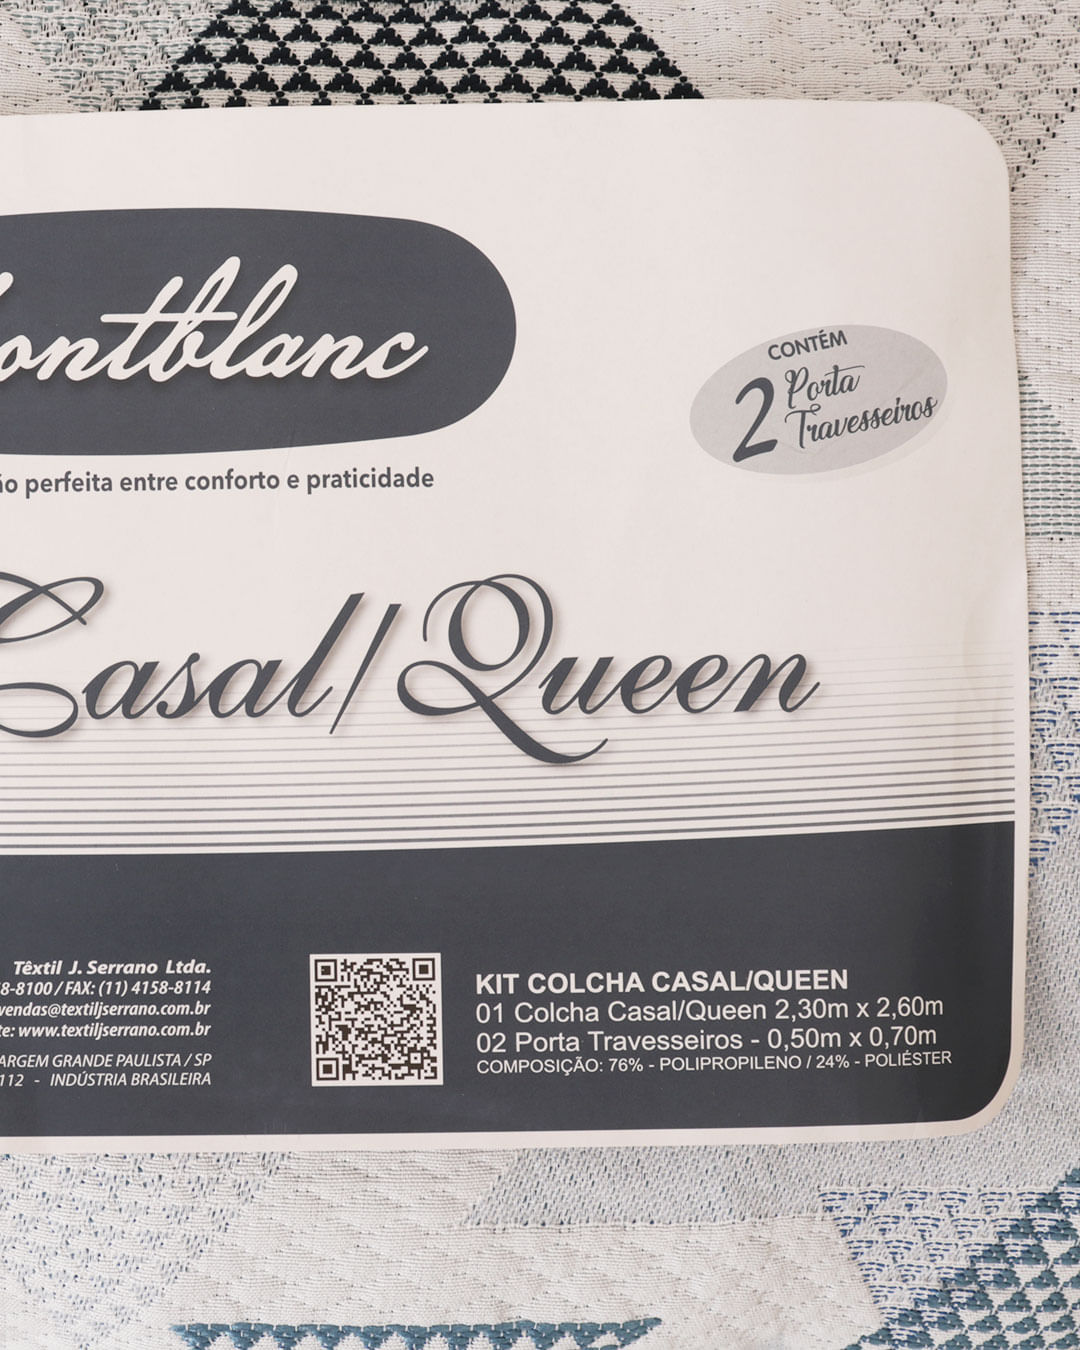 ontblanc
CONTÉM
2 Porta
Travesseiros
ão perfeita entre conforto e praticidade
Casal/Queen
Têxtil J. Serrano Ltda.
8-8100 / FAX: (11) 4158-8114
vendas@textiljserrano.com.br
te: www.textiljserrano.com.br
ARGEM GRANDE PAULISTA / SP
112 - INDÚSTRIA BRASILEIRA
KIT COLCHA CASAL/QUEEN
01 Colcha Casal/Queen 2,30m x 2,60m
02 Porta Travesseiros - 0,50m x 0,70m
COMPOSIÇÃO: 76% - POLIPROPILENO / 24% - POLIÉSTER